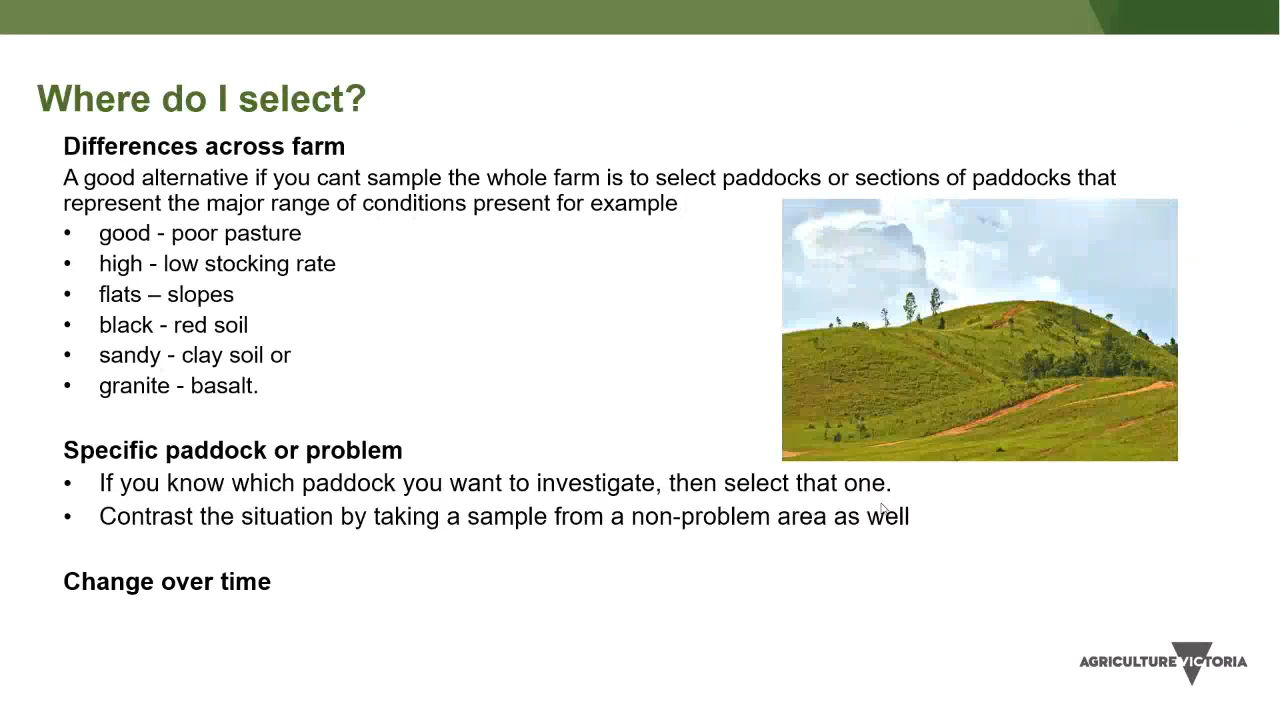 Where do I select?
Differences across farm
A good alternative if you cant sample the whole farm is to select paddocks or sections of paddocks that
represent the major range of conditions present for example
• good - poor pasture
• high - low stocking rate
• flats – slopes
• black - red soil
• sandy - clay soil or
• granite - basalt.
Specific paddock or problem
• If you know which paddock you want to investigate, then select that one.
• Contrast the situation by taking a sample from a non-problem area as well
Change over time
AGRICULTURE VICTORIA